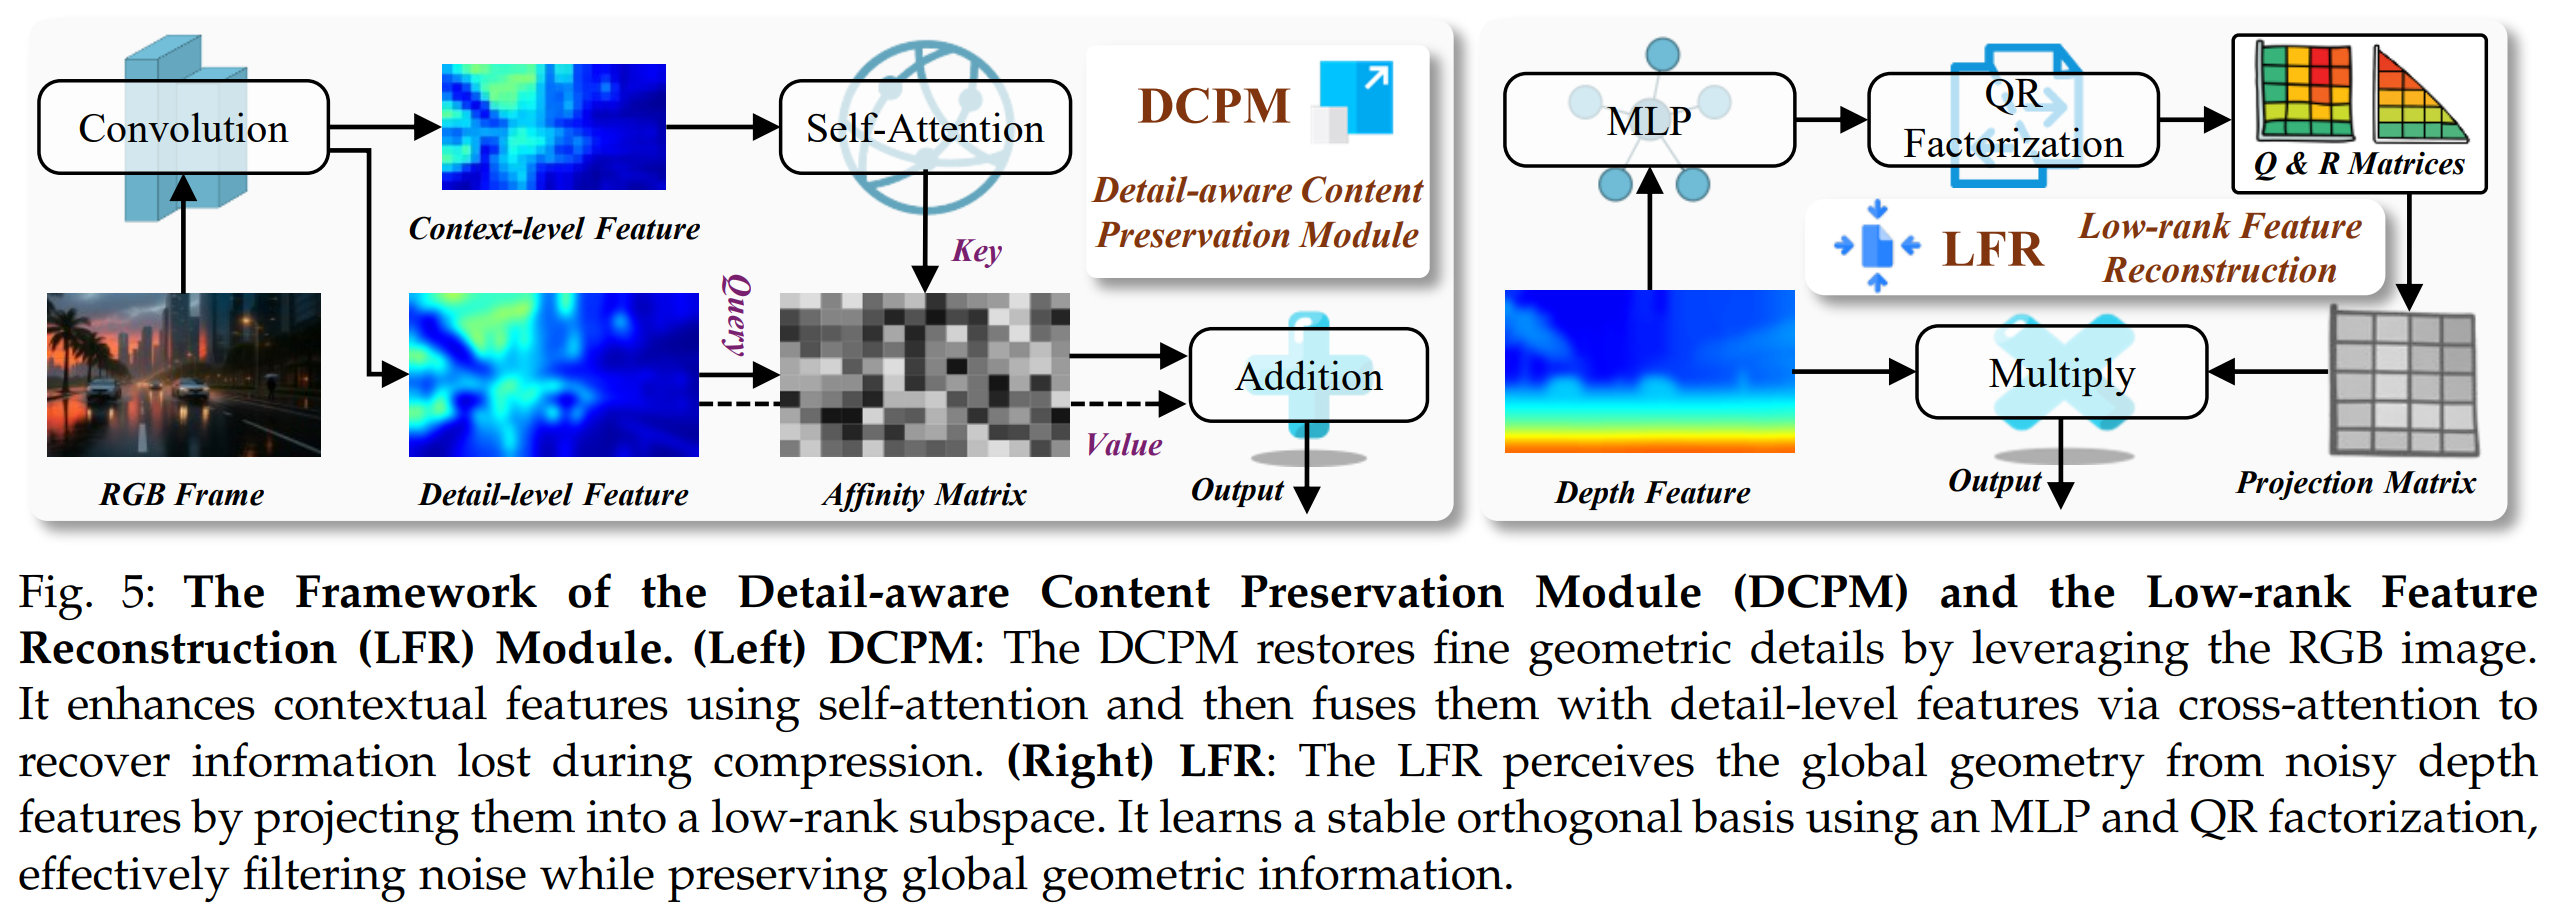 Convolution
Context-level Feature
Self-Attention
DCPM
Detail-aware Content
Preservation Module
Key
Query
RGB Frame
Detail-level Feature
Affinity Matrix
Value
Addition
Output
MLP
QR
Factorization
Q & R Matrices
LFR
Low-rank Feature
Reconstruction
Depth Feature
Multiply
Output
Projection Matrix
Fig. 5: The Framework of the Detail-aware Content Preservation Module (DCPM) and the Low-rank Feature
Reconstruction (LFR) Module. (Left) DCPM: The DCPM restores fine geometric details by leveraging the RGB image.
It enhances contextual features using self-attention and then fuses them with detail-level features via cross-attention to
recover information lost during compression. (Right) LFR: The LFR perceives the global geometry from noisy depth
features by projecting them into a low-rank subspace. It learns a stable orthogonal basis using an MLP and QR factorization,
effectively filtering noise while preserving global geometric information.